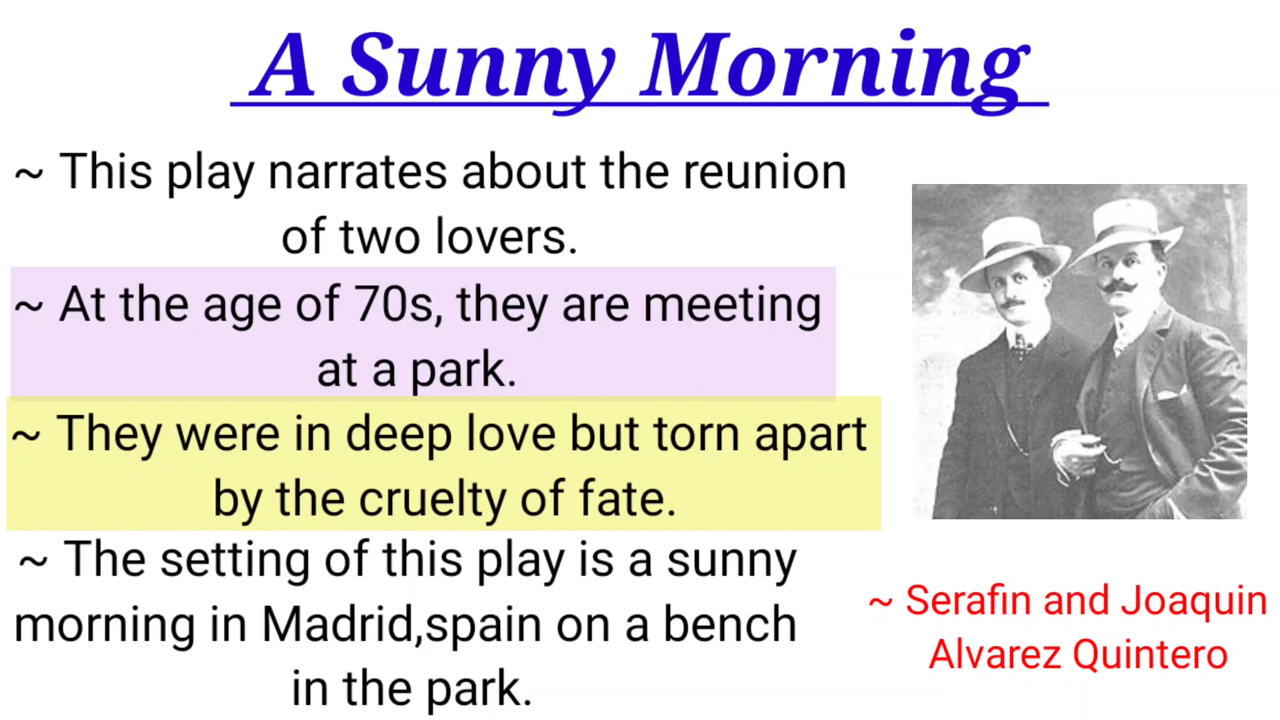 A Sunny Morning
~ This play narrates about the reunion
of two lovers.
~ At the age of 70s, they are meeting
at a park.
~ They were in deep love but torn apart
by the cruelty of fate.
~ The setting of this play is a sunny
morning in Madrid,spain on a bench
in the park.
~ Serafin and Joaquin
Alvarez Quintero